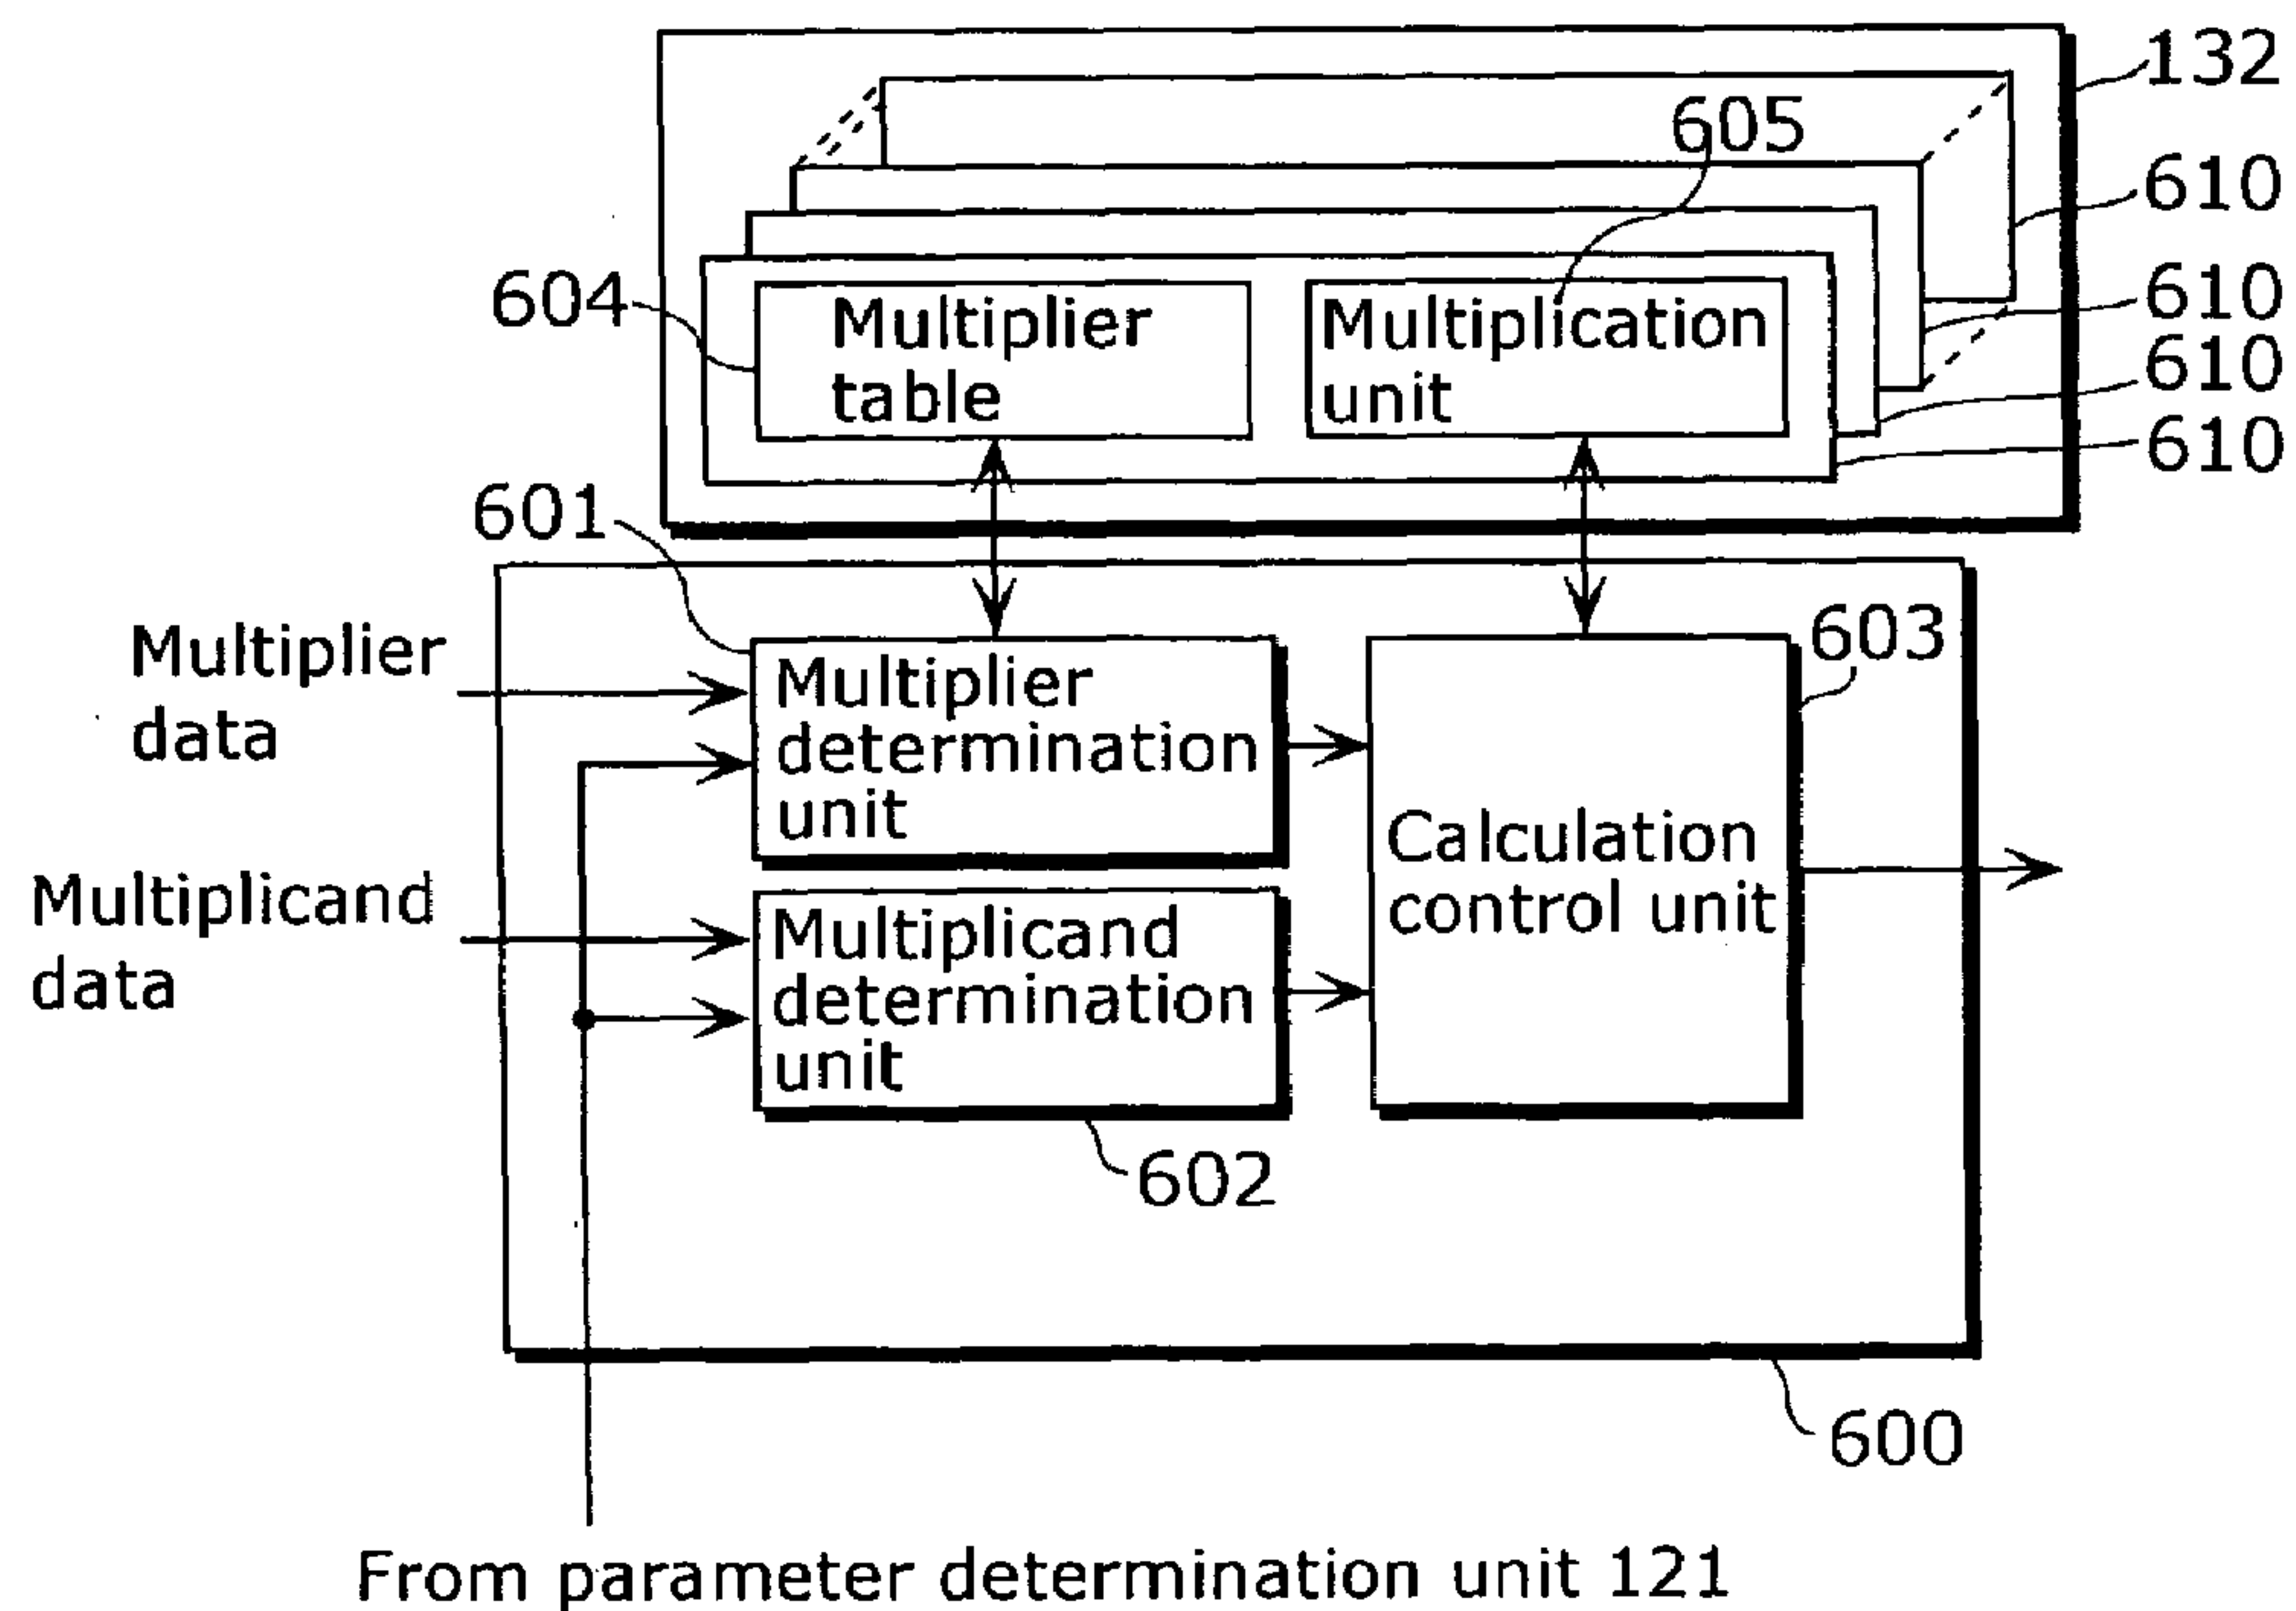 132
605
610
604
Multiplier
table
Multiplication
unit
610
610
610
601
603
Multiplier
data
Multiplier
determination
unit
Calculation
control unit
Multiplicand
data
Multiplicand
determination
unit
602
600
From parameter determination unit 121